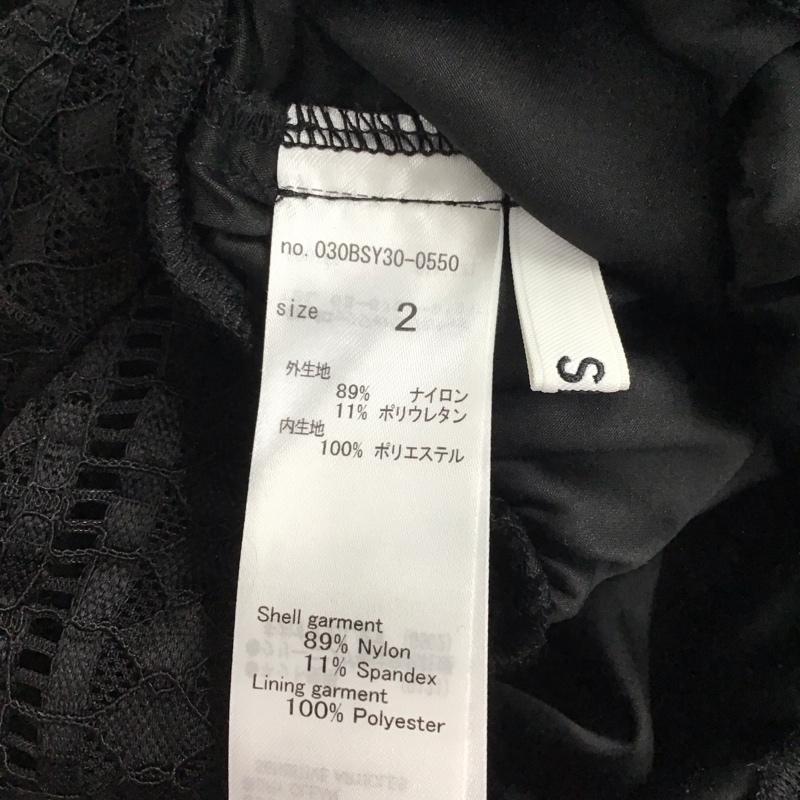 no. 030BSY30-0550
size 2
外生地
89% ナイロン
11% ポリウレタン
内生地
100% ポリエステル
Shell garment
89% Nylon
11% Spandex
Lining garment
100% Polyester
S